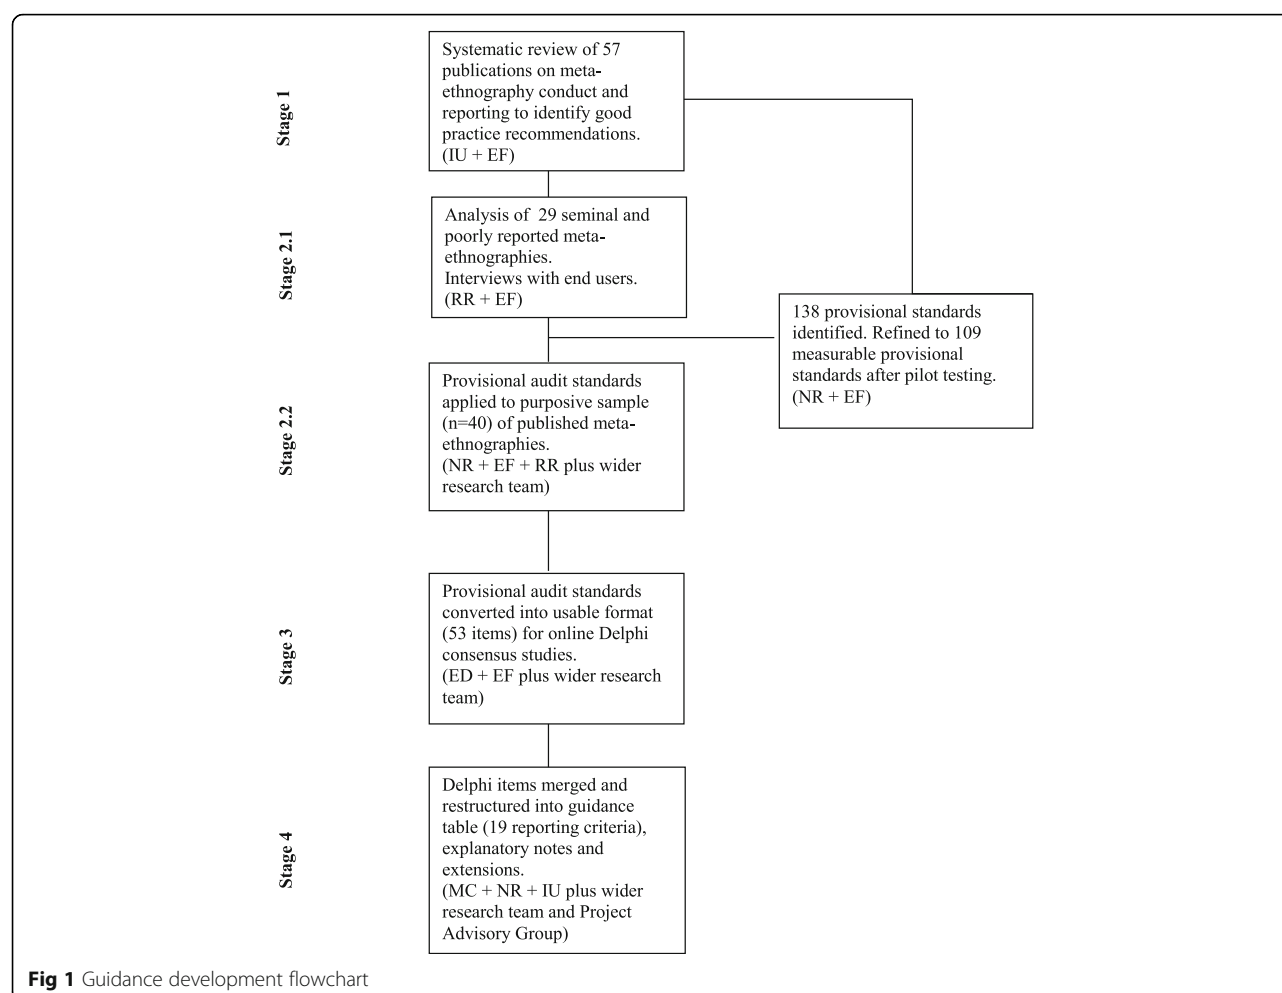 Stage 1
Systematic review of 57
publications on meta-
ethnography conduct and
reporting to identify good
practice recommendations.
(IU + EF)
Stage 2.1
Analysis of 29 seminal and
poorly reported meta-
ethnographies.
Interviews with end users.
(RR + EF)
138 provisional standards
identified. Refined to 109
measurable provisional
standards after pilot testing.
(NR + EF)
Stage 2.2
Provisional audit standards
applied to purposive sample
(n=40) of published meta-
ethnographies.
(NR + EF + RR plus wider
research team)
Stage 3
Provisional audit standards
converted into usable format
(53 items) for online Delphi
consensus studies.
(ED + EF plus wider research
team)
Stage 4
Delphi items merged and
restructured into guidance
table (19 reporting criteria),
explanatory notes and
extensions.
(MC + NR + IU plus wider
research team and Project
Advisory Group)
Fig 1 Guidance development flowchart